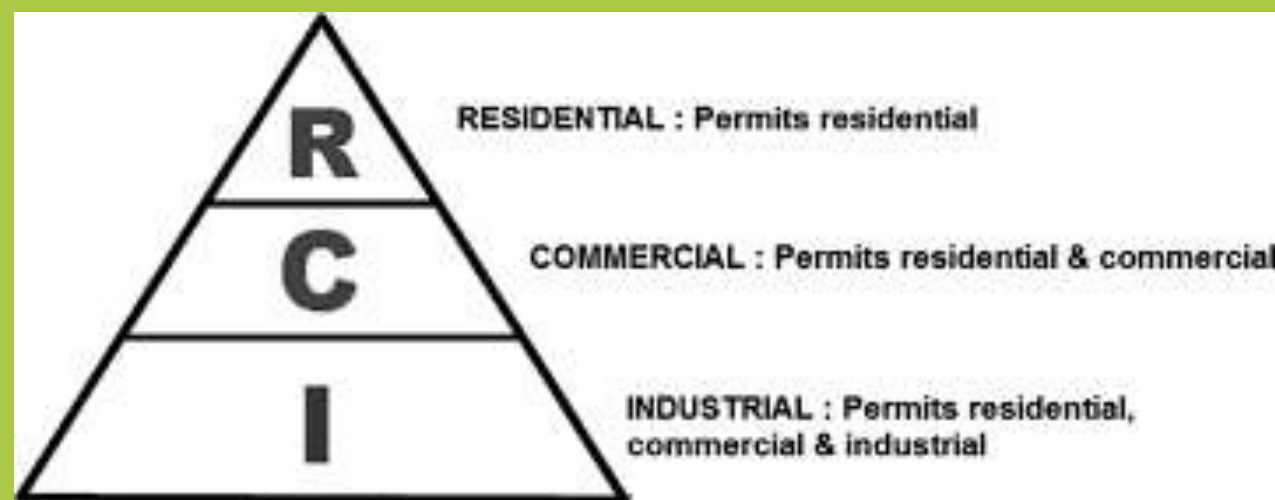 R
RESIDENTIAL : Permits residential
C
COMMERCIAL : Permits residential & commercial
I
INDUSTRIAL : Permits residential,
commercial & industrial